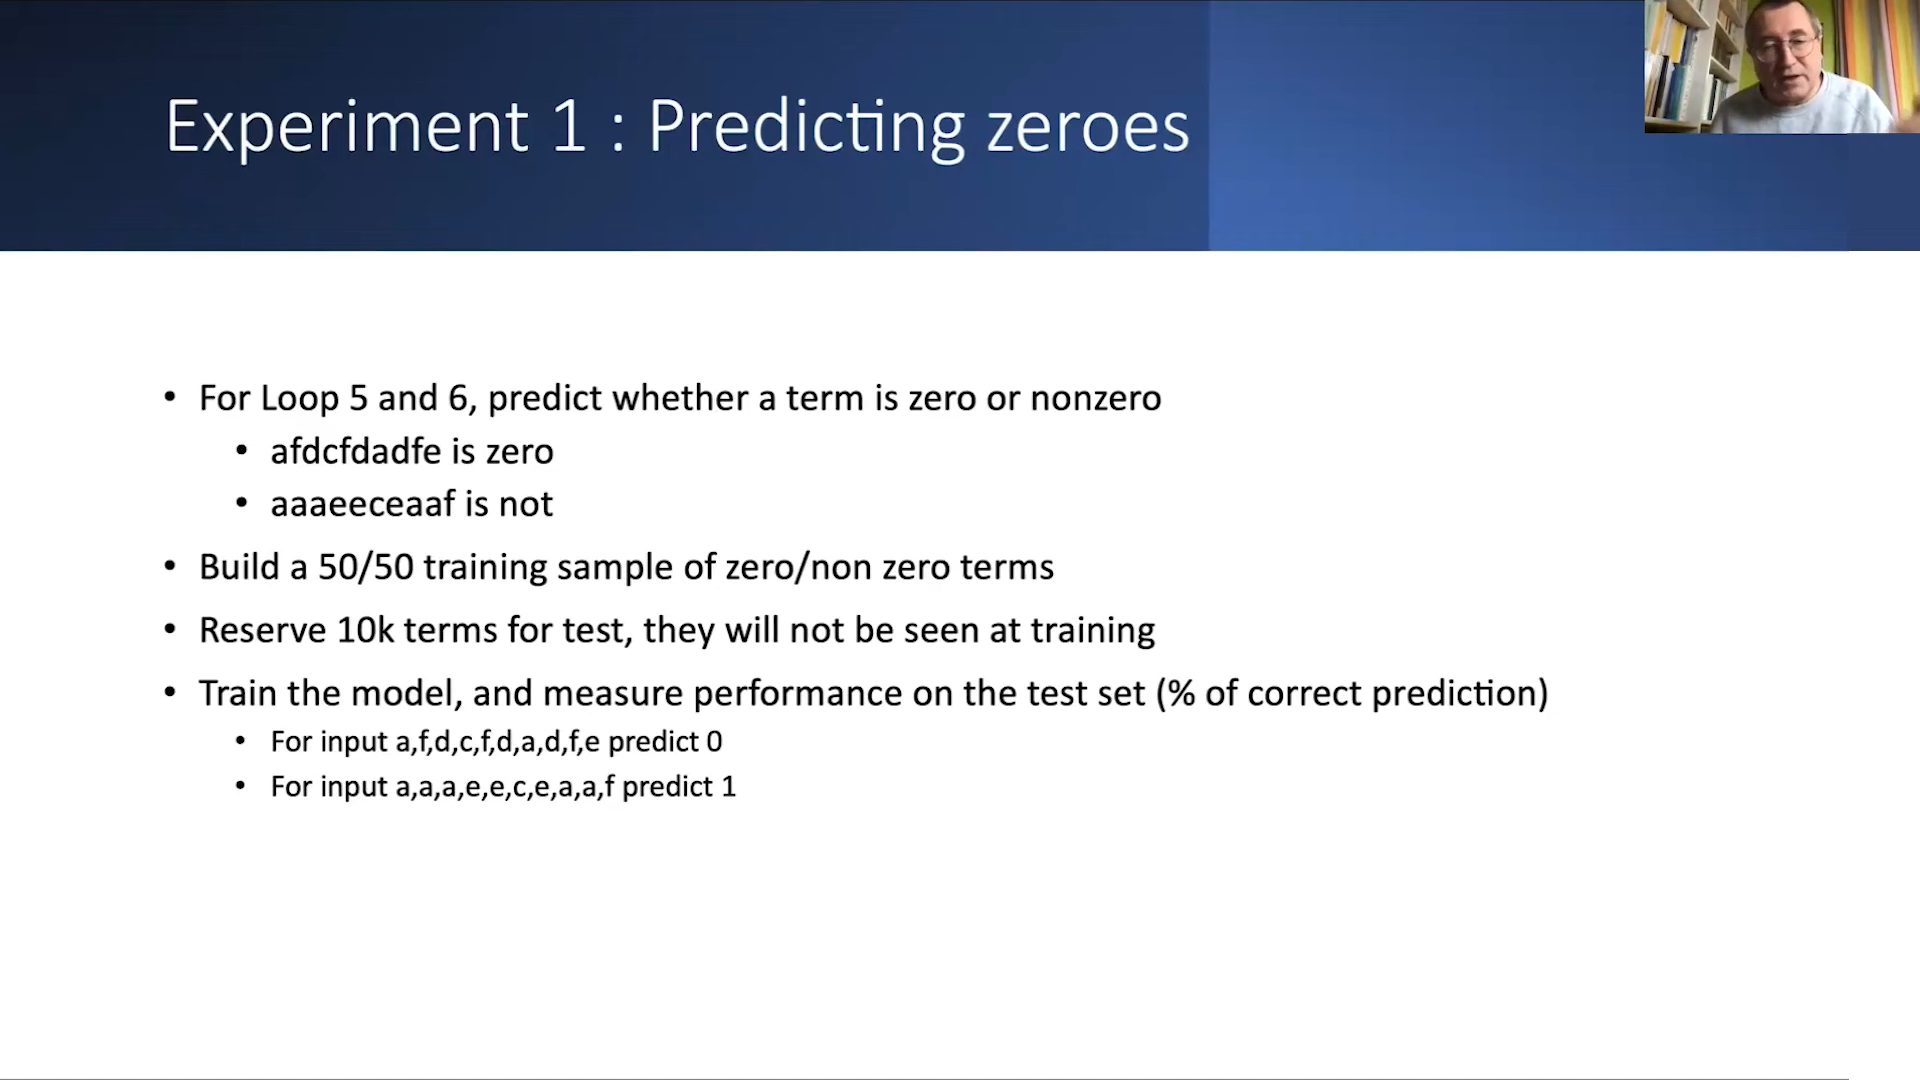 Experiment 1 : Predicting zeroes
• For Loop 5 and 6, predict whether a term is zero or nonzero
• afdcfdadfe is zero
• aaaeeceaaf is not
• Build a 50/50 training sample of zero/non zero terms
• Reserve 10k terms for test, they will not be seen at training
• Train the model, and measure performance on the test set (% of correct prediction)
• For input a,f,d,c,f,d,a,d,f,e predict 0
• For input a,a,a,e,e,c,e,a,a,f predict 1